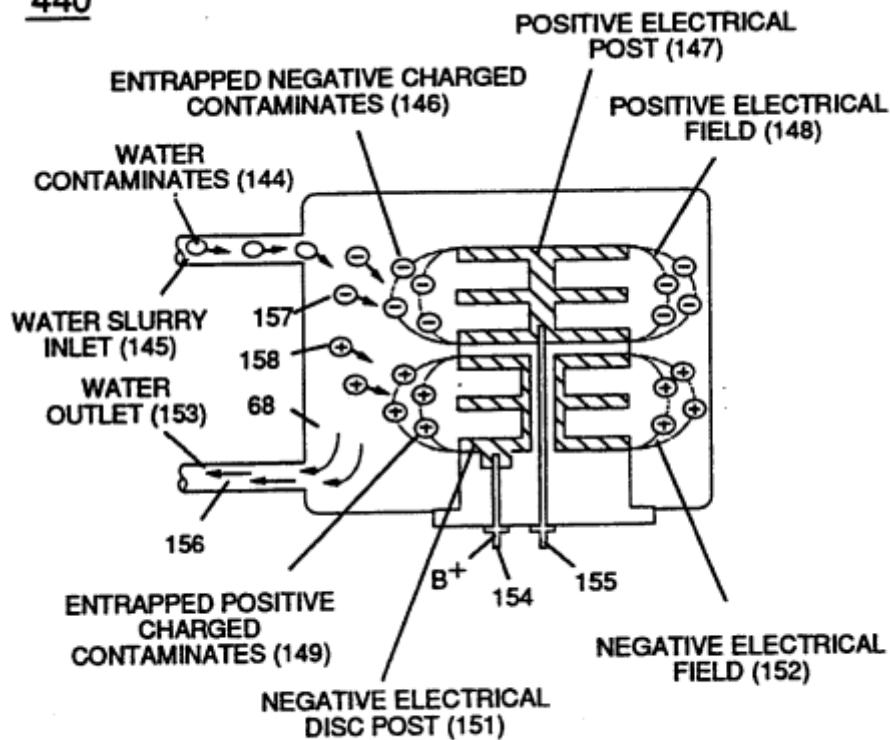 440
POSITIVE ELECTRICAL
POST (147)
ENTRAPPED NEGATIVE CHARGED
CONTAMINATES (146)
POSITIVE ELECTRICAL
FIELD (148)
WATER
CONTAMINATES (144)
WATER SLURRY
INLET (145)
157
158
WATER
OUTLET (153)
68
156
B+
154
155
ENTRAPPED POSITIVE
CHARGED
CONTAMINATES (149)
NEGATIVE ELECTRICAL
FIELD (152)
NEGATIVE ELECTRICAL
DISC POST (151)